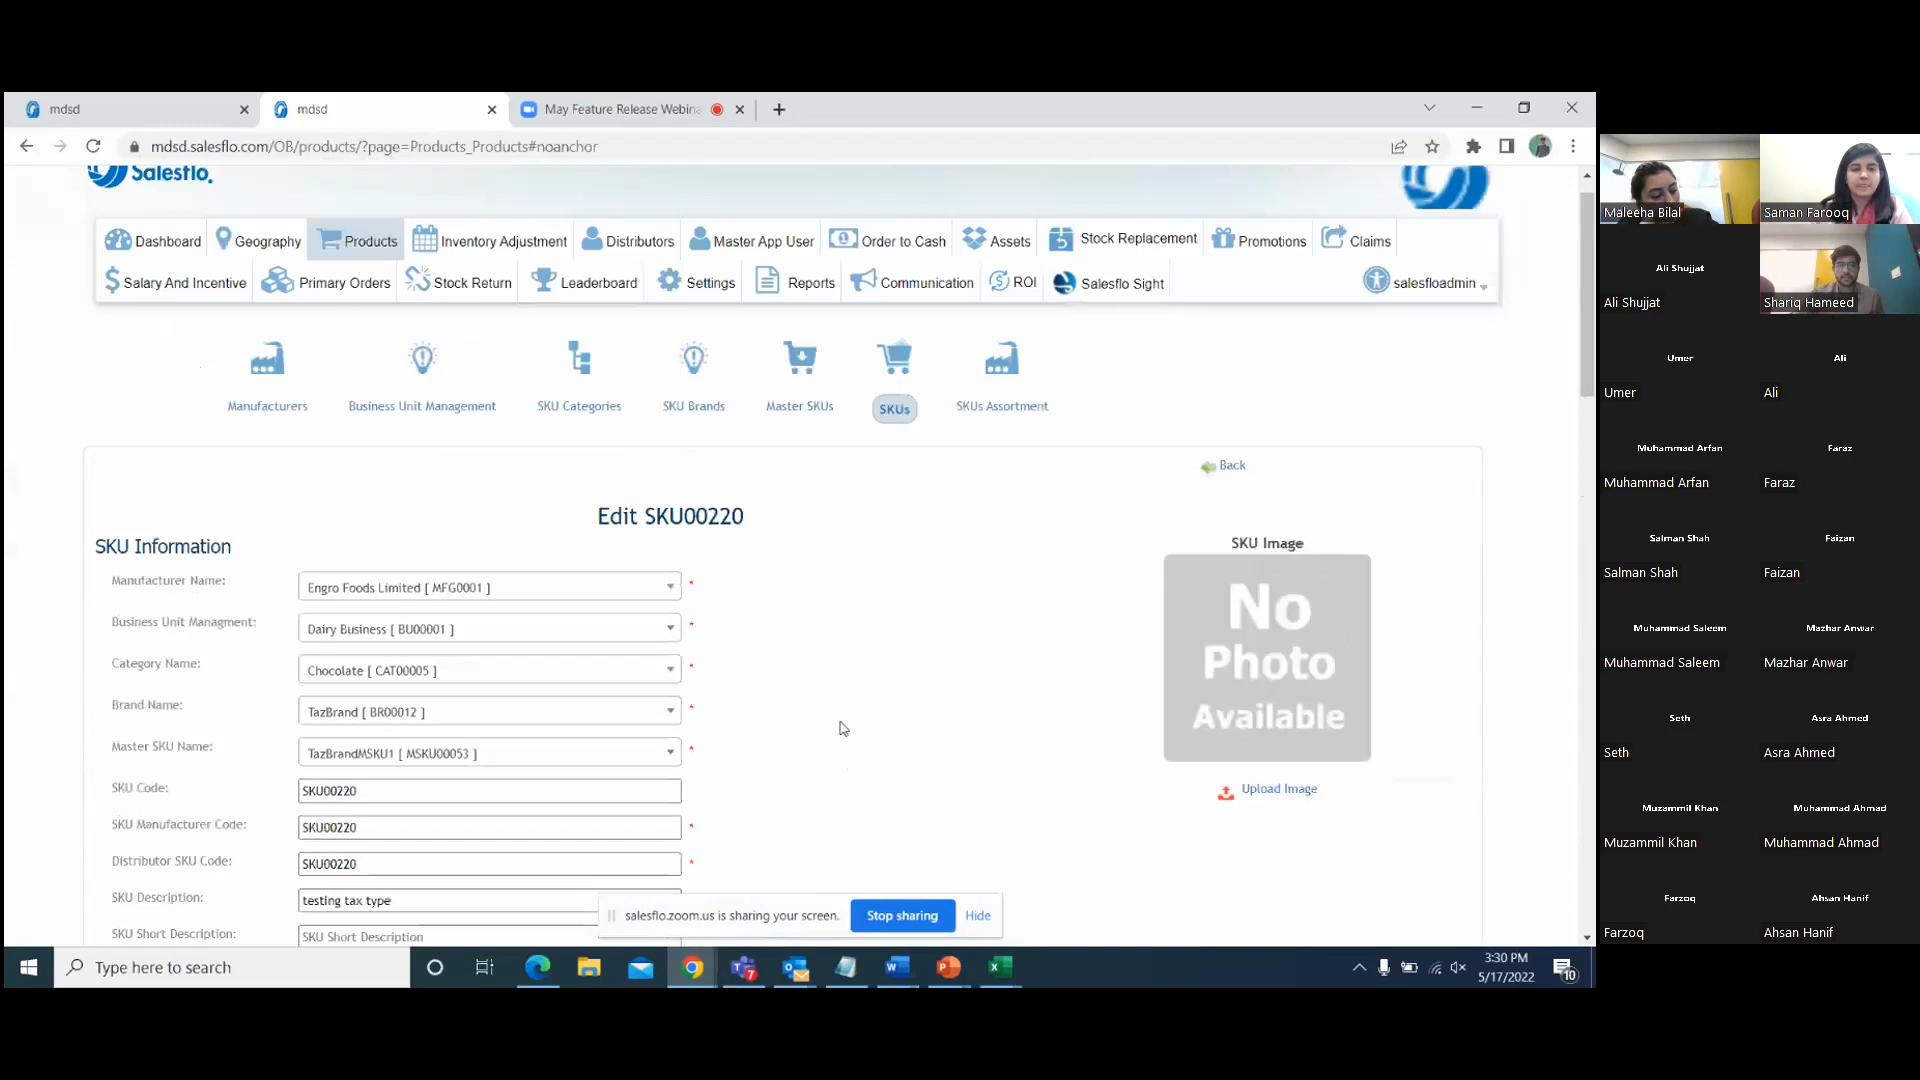 mdsd
mdsd
May Feature Release Webina
mdsd.salesflo.com/OB/products/?page=Products_Products#noanchor
Salesflo.
Dashboard
Geography
Products
Inventory Adjustment
Distributors
Master App User
Order to Cash
Assets
Stock Replacement
Promotions
Claims
Salary And Incentive
Primary Orders
Stock Return
Leaderboard
Settings
Reports
Communication
ROI
Salesflo Sight
salesfloadmin
Manufacturers
Business Unit Management
SKU Categories
SKU Brands
Master SKUs
SKUs
SKUs Assortment
Back
Edit SKU00220
SKU Information
SKU Image
Manufacturer Name:
Engro Foods Limited [ MFG0001 ]
*
Business Unit Managment:
Dairy Business [ BU00001 ]
*
Category Name:
Chocolate [ CAT00005 ]
*
Brand Name:
TazBrand [ BR00012 ]
*
Master SKU Name:
TazBrandMSKU1 [ MSKU00053 ]
*
SKU Code:
SKU00220
SKU Manufacturer Code:
SKU00220
*
Distributor SKU Code:
SKU00220
*
SKU Description:
testing tax type
SKU Short Description:
SKU Short Description
No
Photo
Available
Upload Image
salesflo.zoom.us is sharing your screen.
Stop sharing
Hide
Type here to search
7
3:30 PM
5/17/2022
10
Maleeha Bilal
Saman Farooq
Ali Shujjat
Ali Shujjat
Shariq Hameed
Umer
Ali
Umer
Ali
Muhammad Arfan
Faraz
Muhammad Arfan
Faraz
Salman Shah
Faizan
Salman Shah
Faizan
Muhammad Saleem
Mazhar Anwar
Muhammad Saleem
Mazhar Anwar
Seth
Asra Ahmed
Seth
Asra Ahmed
Muzammil Khan
Muhammad Ahmad
Muzammil Khan
Muhammad Ahmad
Farzoq
Ahsan Hanif
Farzoq
Ahsan Hanif